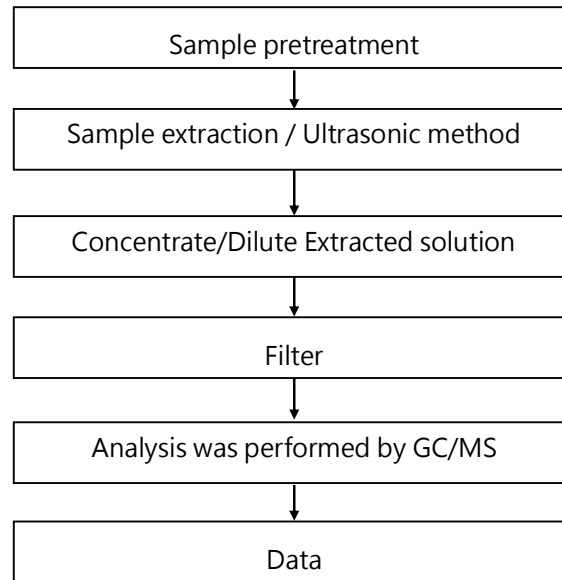 Sample pretreatment
Sample extraction / Ultrasonic method
Concentrate/Dilute Extracted solution
Filter
Analysis was performed by GC/MS
Data